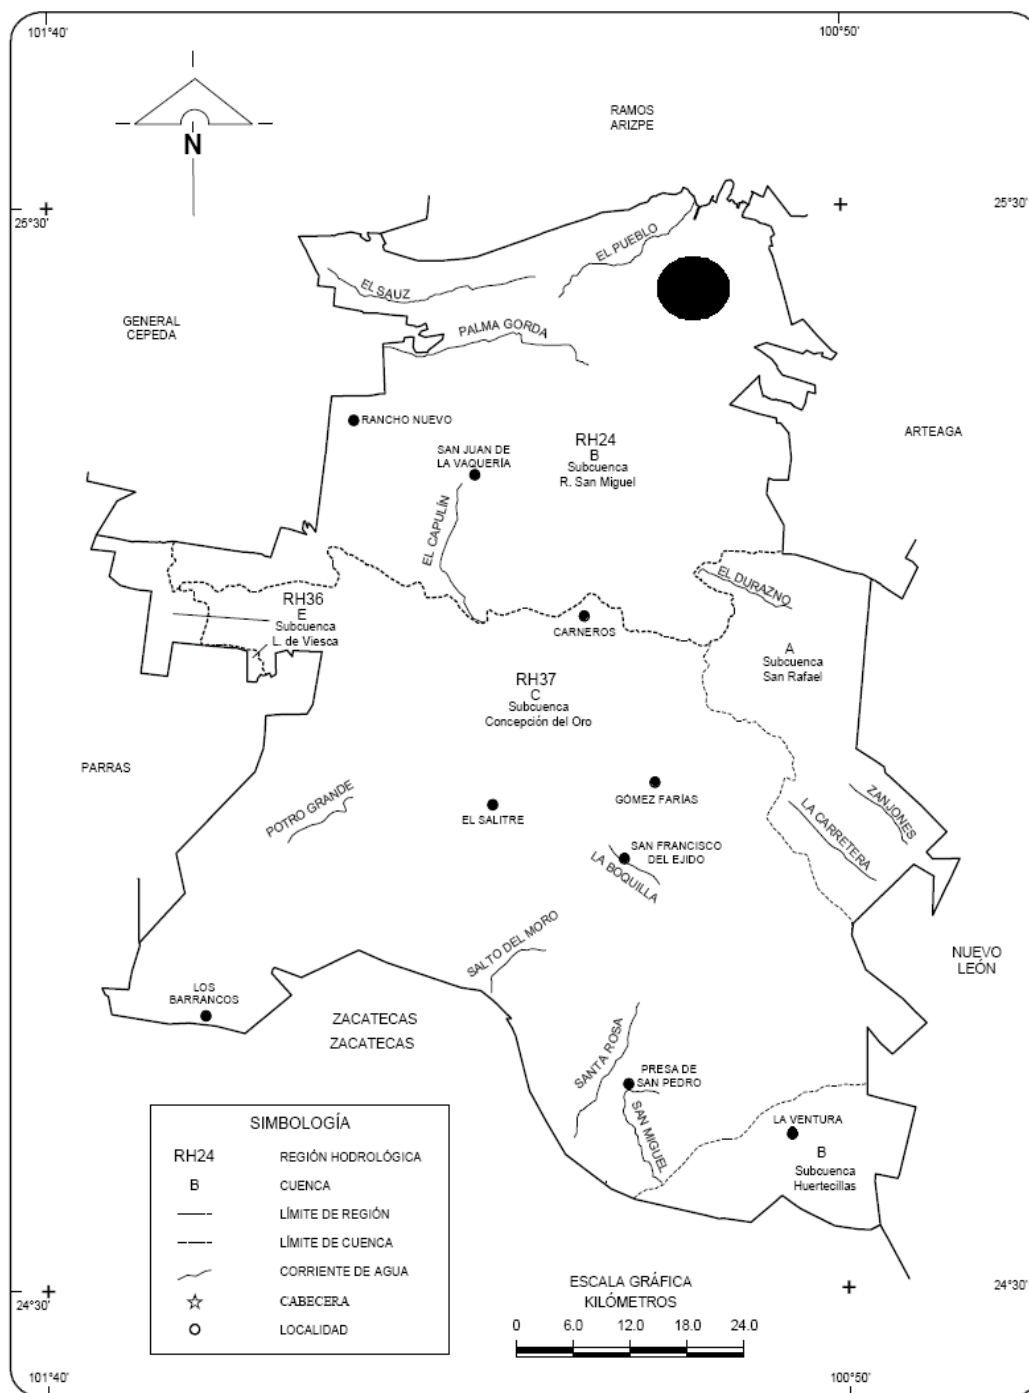 101°40'
100°50'
RAMOS
ARIZPE
N
25°30'
25°30'
EL PUEBLO
EL SAUZ
GENERAL
CEPEDA
PALMA GORDA
RANCHO NUEVO
ARTEAGA
SAN JUAN DE
LA VAQUERÍA
RH24
B
Subcuenca
R. San Miguel
EL CAPULÍN
EL DURAZNO
RH36
E
Subcuenca
L. de Viesca
CARNEROS
A
Subcuenca
San Rafael
RH37
C
Subcuenca
Concepción del Oro
PARRAS
POTRO GRANDE
EL SALITRE
GÓMEZ FARÍAS
ZANJONES
LA CARRETERA
SAN FRANCISCO
DEL EJIDO
LA BOQUILLA
SALTO DEL MORO
NUEVO
LEÓN
LOS
BARRANCOS
ZACATECAS
ZACATECAS
SANTA ROSA
PRESA DE
SAN PEDRO
SAN MIGUEL
LA VENTURA
B
Subcuenca
Huertecillas
SIMBOLOGÍA
RH24 REGIÓN HODROLÓGICA
B CUENCA
LÍMITE DE REGIÓN
LÍMITE DE CUENCA
CORRIENTE DE AGUA
CABECERA
LOCALIDAD
ESCALA GRÁFICA
KILÓMETROS
0 6.0 12.0 18.0 24.0
24°30'
24°30'
101°40'
100°50'